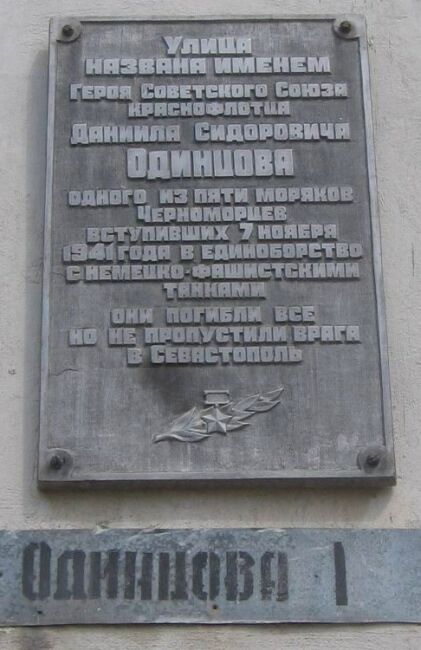 Улица
названа именем
Героя Советского Союза
краснофлотца
Даниила Сидоровича
Одинцова
одного из пяти моряков
Черноморцев
вступивших 7 ноября
1941 года в единоборство
с немецко-фашистскими
танками
они погибли все
но не пропустили врага
в Севастополь
Одинцова 1